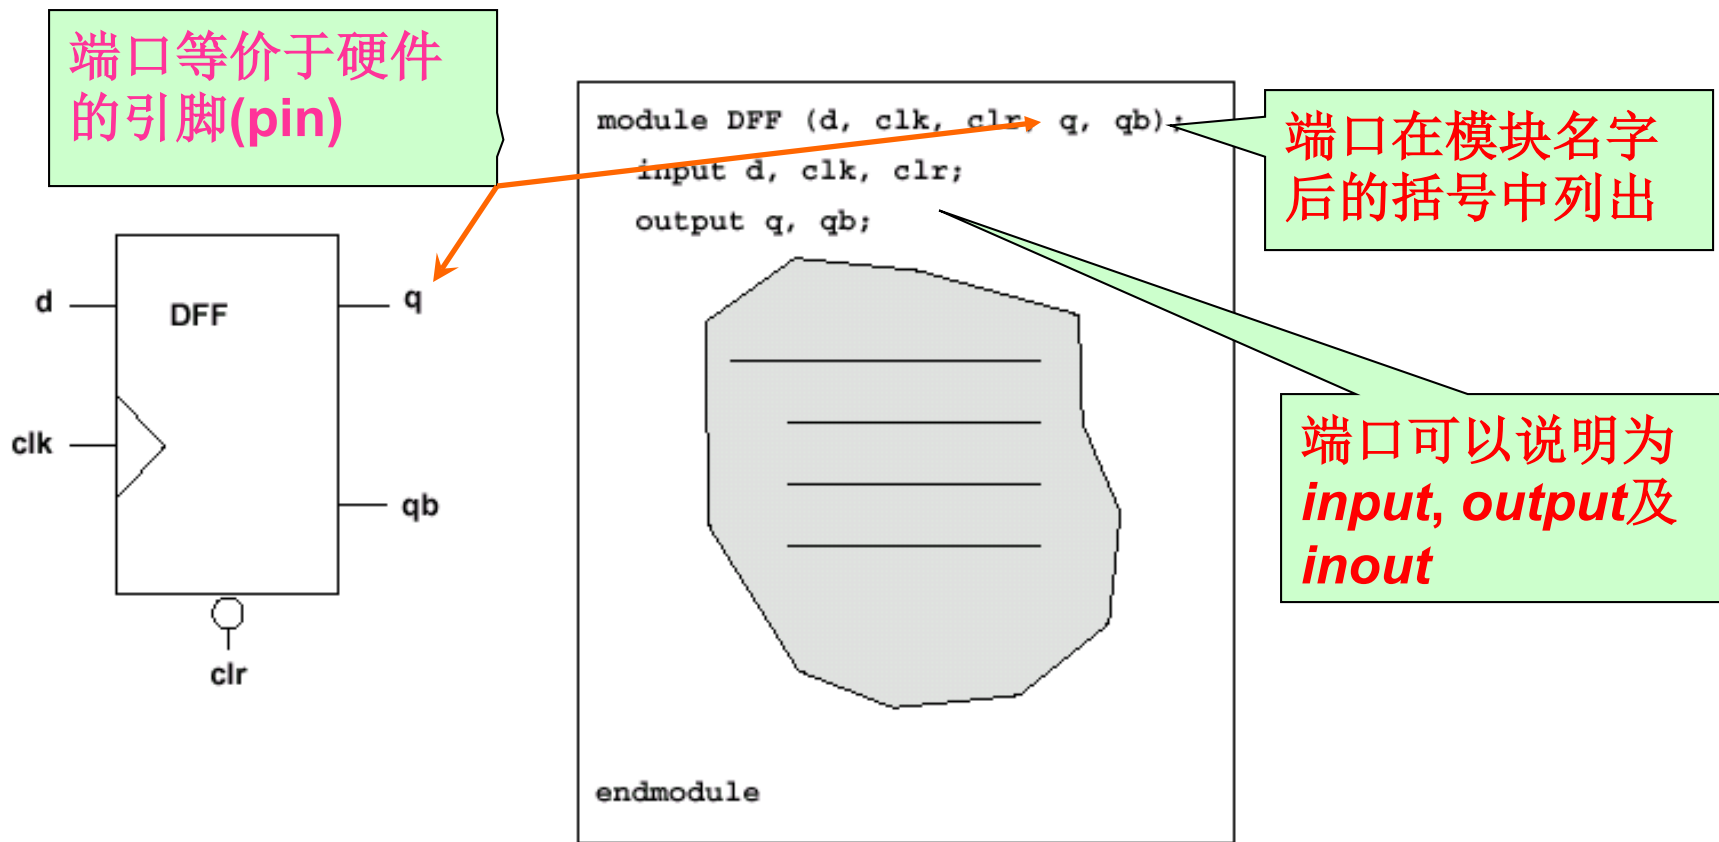 端口等价于硬件
的引脚(pin)
module DFF (d, clk, clr, q, qb);
input d, clk, clr;
output q, qb;
端口在模块名字
后的括号中列出
d
DFF
q
clk
qb
clr
端口可以说明为
input, output及
inout
endmodule